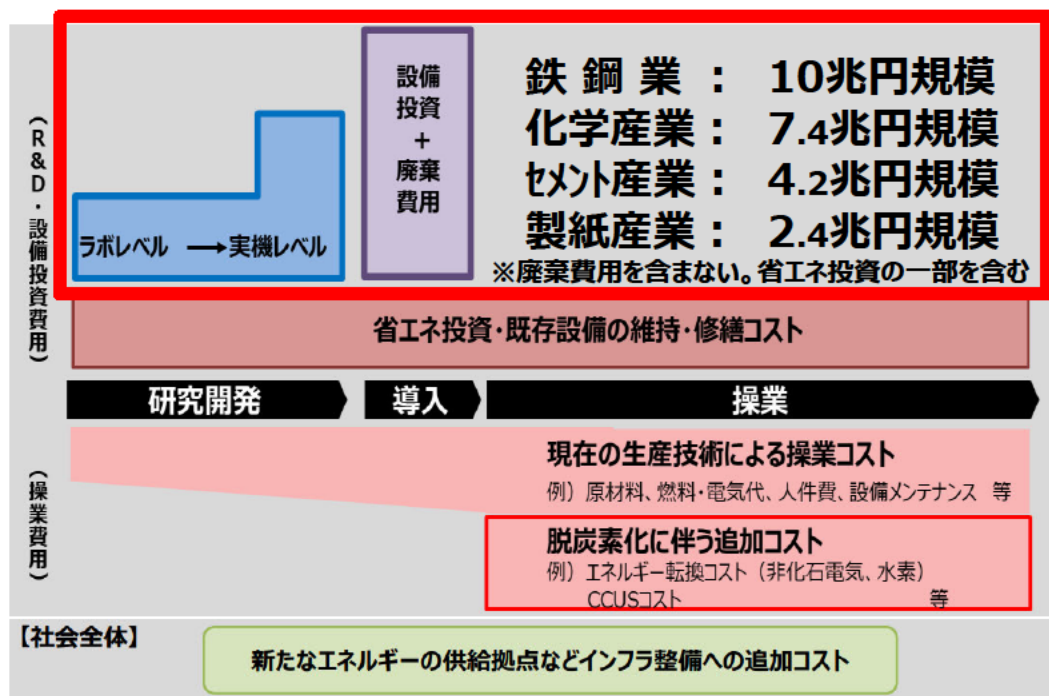 （R&D・設備投資費用）
ラボレベル → 実機レベル
設備
投資
+
廃棄
費用
鉄鋼業： 10兆円規模
化学産業： 7.4兆円規模
セメント産業： 4.2兆円規模
製紙産業： 2.4兆円規模
※廃棄費用を含まない。省エネ投資の一部を含む
省エネ投資・既存設備の維持・修繕コスト
研究開発
導入
操業
（操業費用）
現在の生産技術による操業コスト
例）原材料、燃料・電気代、人件費、設備メンテナンス 等
脱炭素化に伴う追加コスト
例）エネルギー転換コスト（非化石電気、水素）
CCUSコスト 等
【社会全体】
新たなエネルギーの供給拠点などインフラ整備への追加コスト